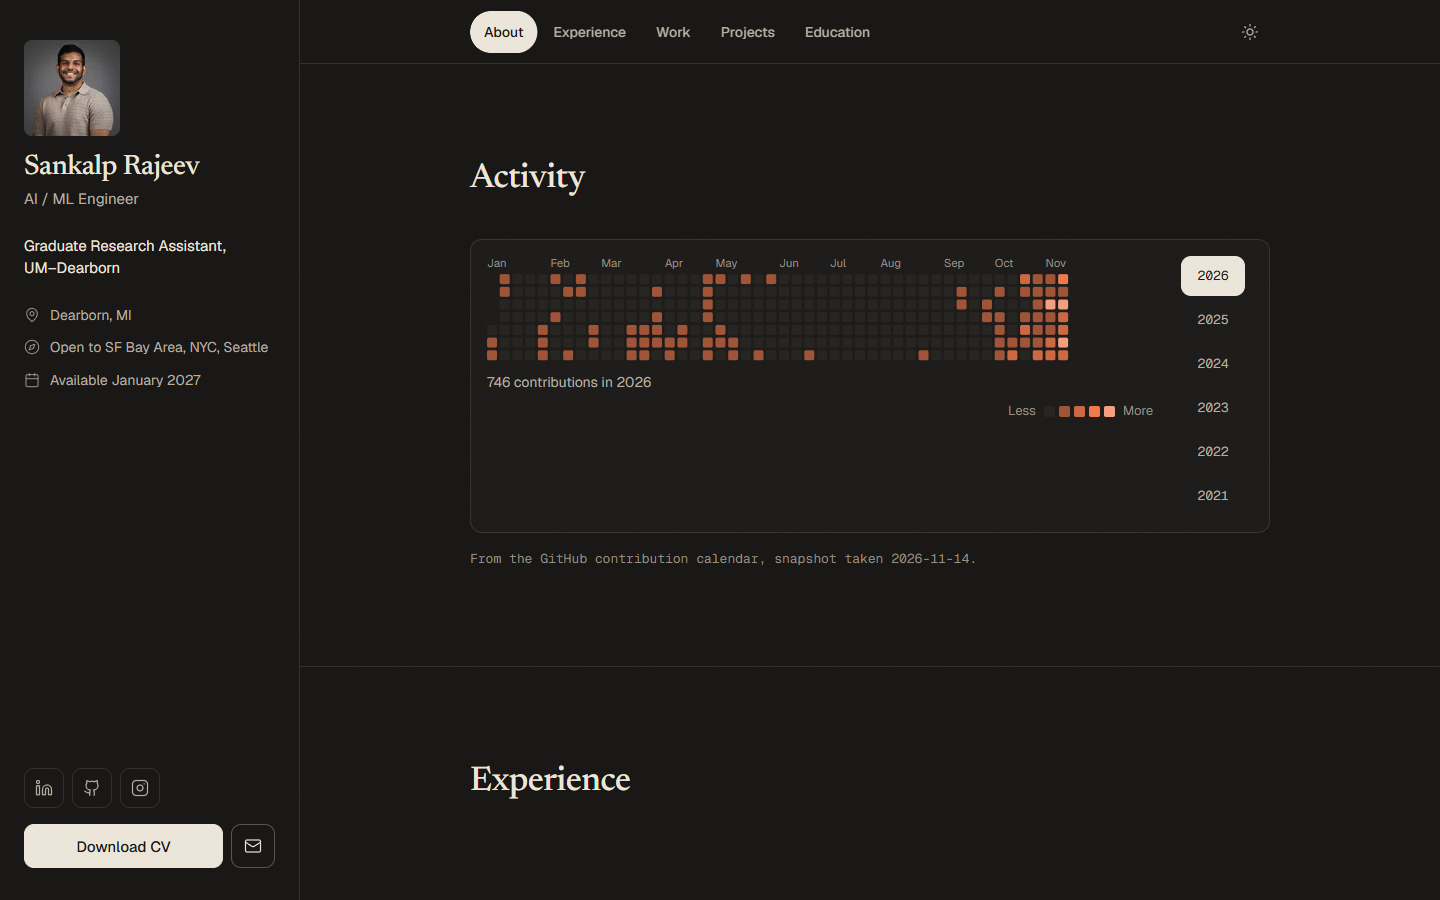 About Experience Work Projects Education
Sankalp Rajeev
AI / ML Engineer
Graduate Research Assistant,
UM–Dearborn
Dearborn, MI
Open to SF Bay Area, NYC, Seattle
Available January 2027
in
Download CV
Activity
Jan Feb Mar Apr May Jun Jul Aug Sep Oct Nov
746 contributions in 2026
Less More
2026
2025
2024
2023
2022
2021
From the GitHub contribution calendar, snapshot taken 2026-11-14.
Experience